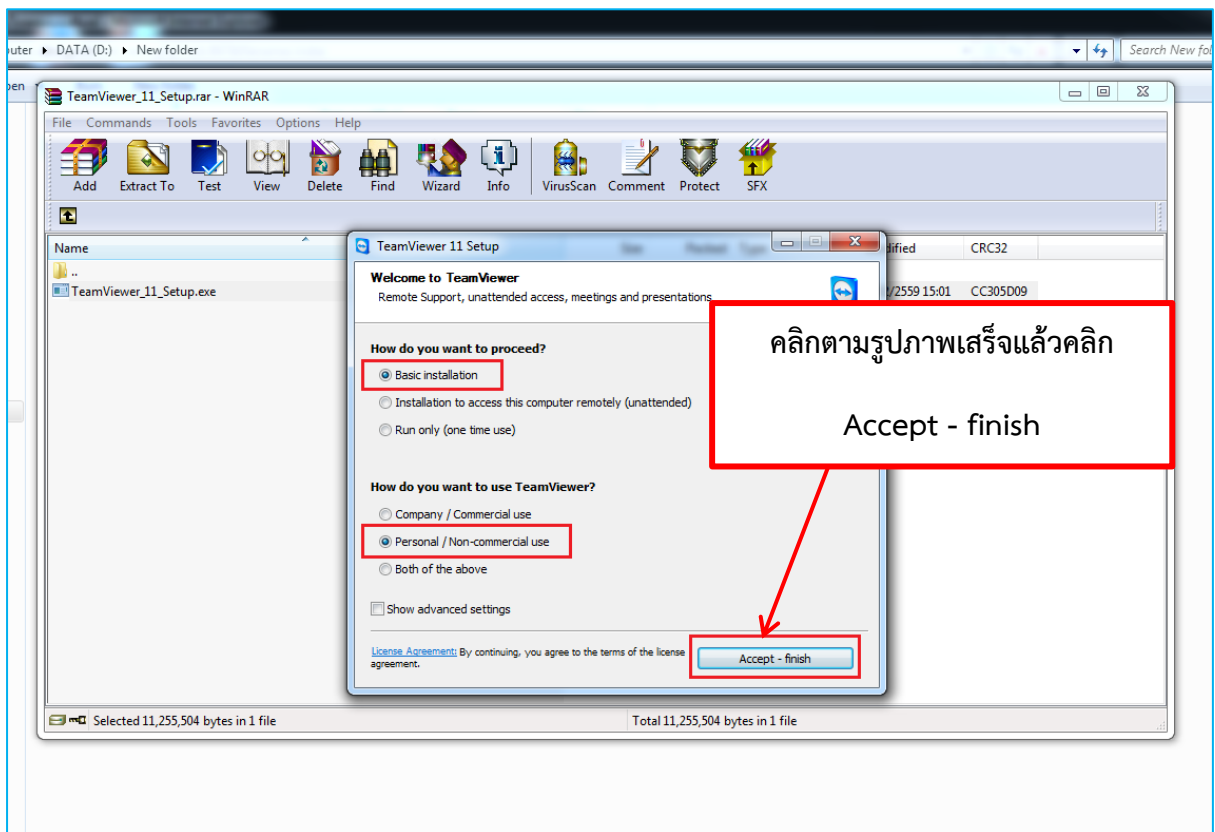 DATA (D:) New folder
Search New fol
TeamViewer_11_Setup.rar - WinRAR
File Commands Tools Favorites Options Help
Add Extract To Test View Delete Find Wizard Info VirusScan Comment Protect SFX
Name
CRC32
..
TeamViewer_11_Setup.exe
/2559 15:01 CC305D09
TeamViewer 11 Setup
Welcome to TeamViewer
Remote Support, unattended access, meetings and presentations
How do you want to proceed?
Basic installation
Installation to access this computer remotely (unattended)
Run only (one time use)
How do you want to use TeamViewer?
Company / Commercial use
Personal / Non-commercial use
Both of the above
Show advanced settings
License Agreement: By continuing, you agree to the terms of the license
agreement.
Accept - finish
คลิกตามรูปภาพเสร็จแล้วคลิก
Accept - finish
Selected 11,255,504 bytes in 1 file
Total 11,255,504 bytes in 1 file